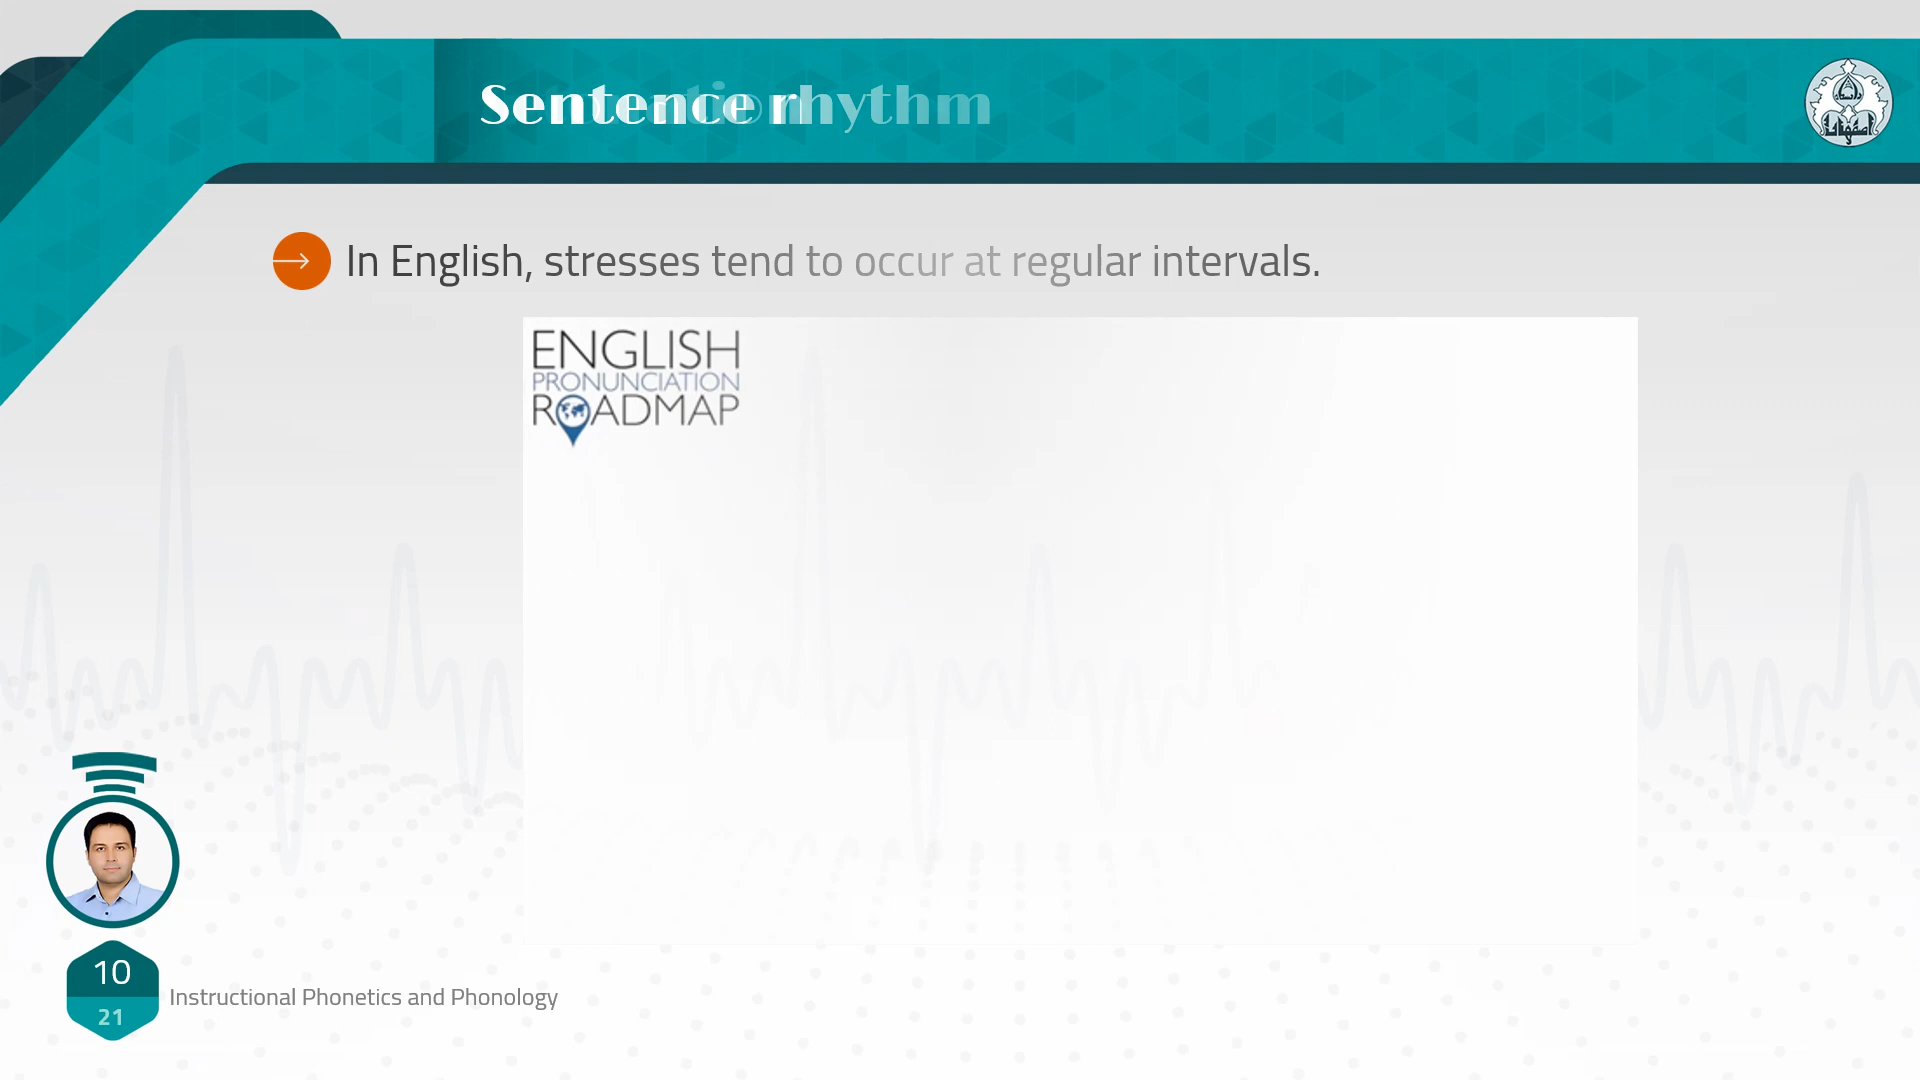 Sentence rhythm
In English, stresses tend to occur at regular intervals.
ENGLISH
PRONUNCIATION
ROADMAP
10
21
Instructional Phonetics and Phonology